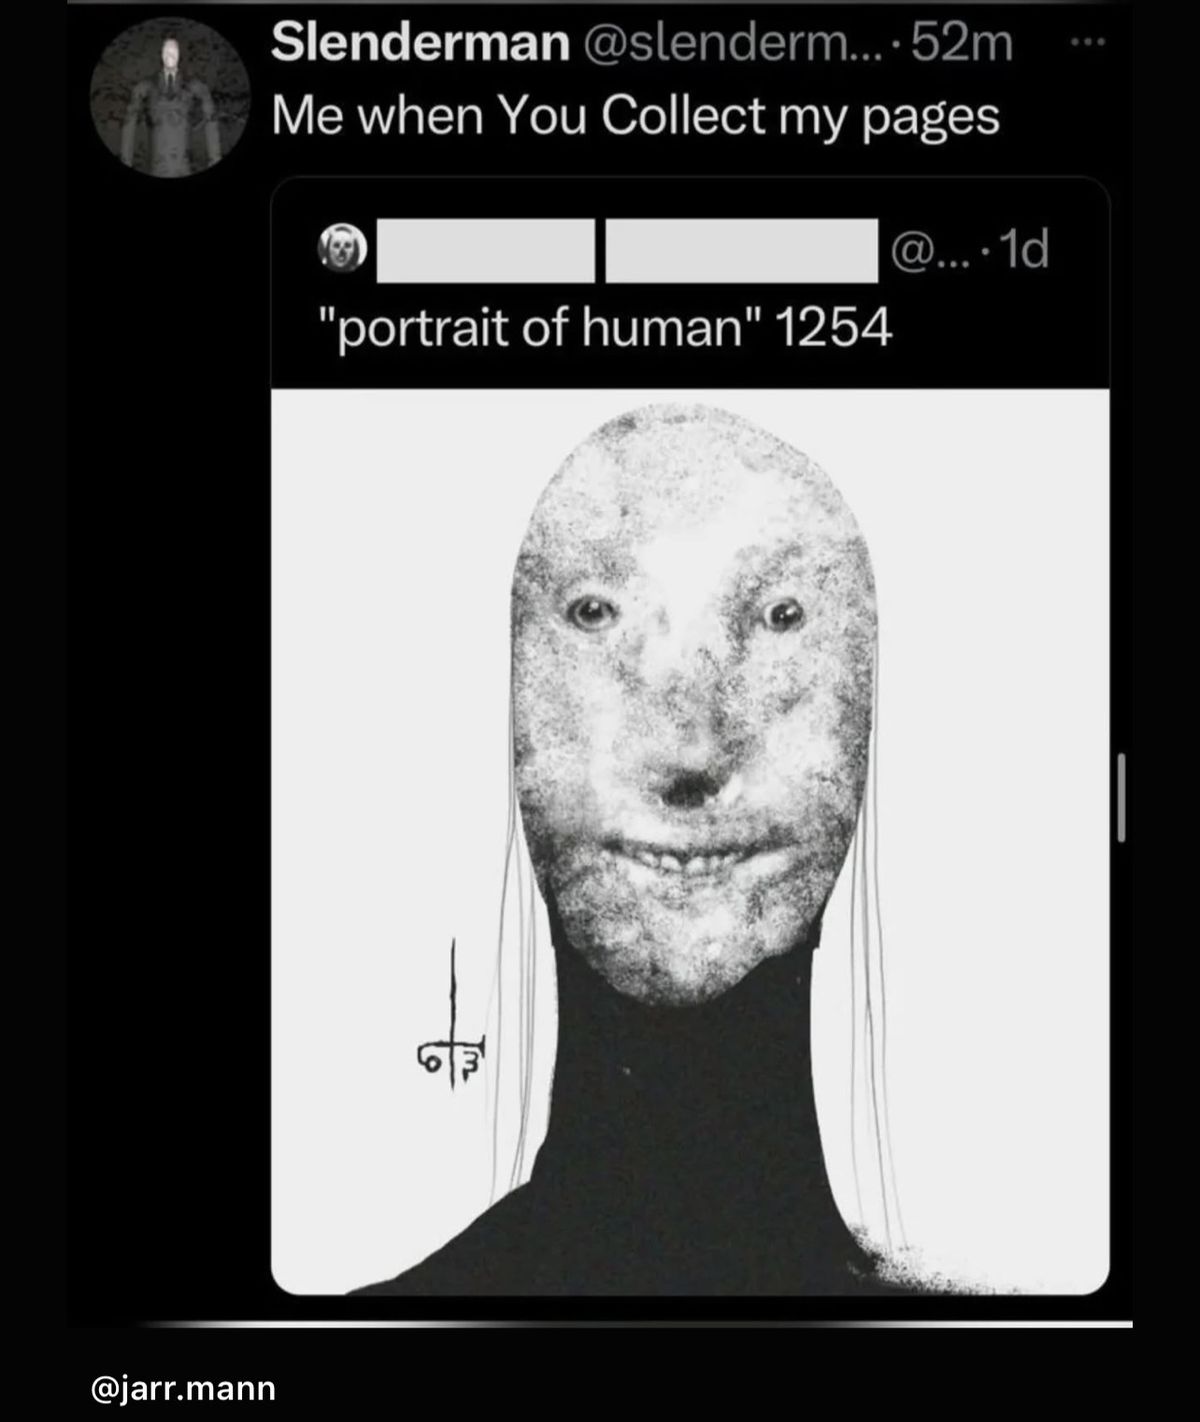 Slenderman @slenderm... · 52m
Me when You Collect my pages
@... · 1d
"portrait of human" 1254
@jarr.mann